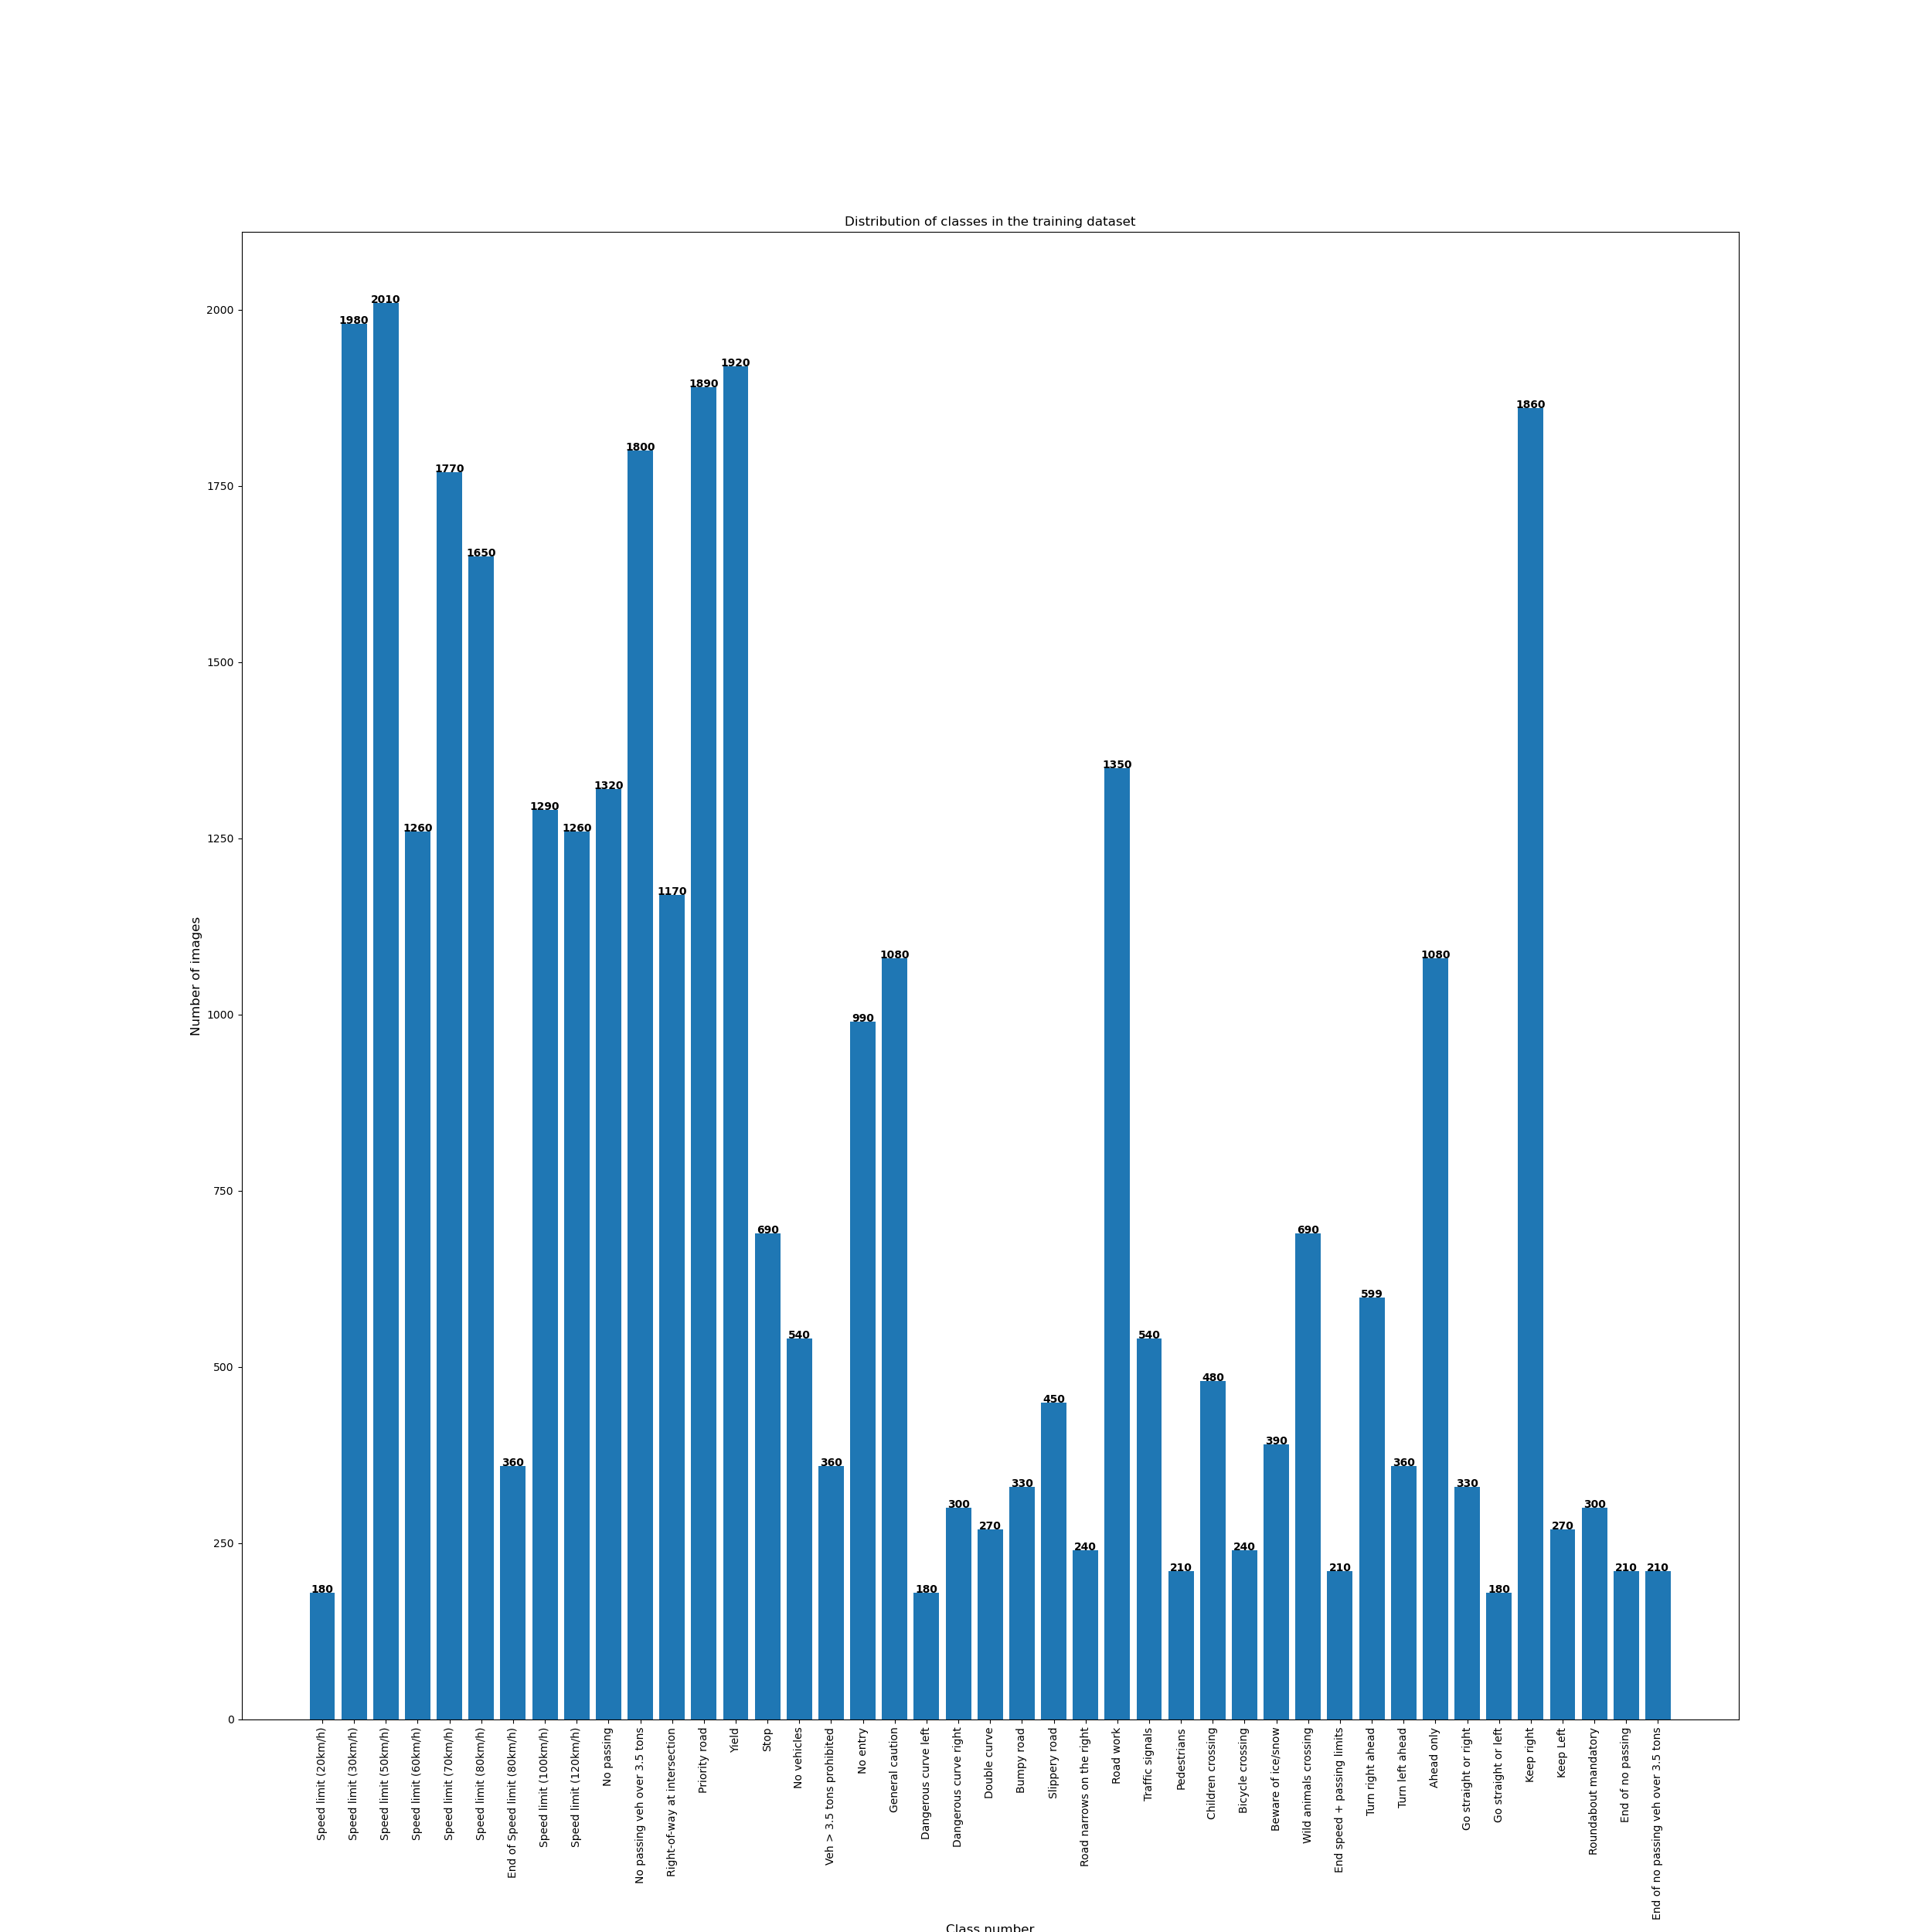 Distribution of classes in the training dataset
Number of images
2000
1750
1500
1250
1000
750
500
250
0
180
1980
2010
1260
1770
1650
360
1290
1260
1320
1800
1170
1890
1920
690
540
360
990
1080
180
300
270
330
450
240
1350
540
210
480
240
390
690
210
599
360
1080
330
180
1860
270
300
210
210
Speed limit (20km/h)
Speed limit (30km/h)
Speed limit (50km/h)
Speed limit (60km/h)
Speed limit (70km/h)
Speed limit (80km/h)
End of Speed limit (80km/h)
Speed limit (100km/h)
Speed limit (120km/h)
No passing
No passing veh over 3.5 tons
Right-of-way at intersection
Priority road
Yield
Stop
No vehicles
Veh > 3.5 tons prohibited
No entry
General caution
Dangerous curve left
Dangerous curve right
Double curve
Bumpy road
Slippery road
Road narrows on the right
Road work
Traffic signals
Pedestrians
Children crossing
Bicycle crossing
Beware of ice/snow
Wild animals crossing
End speed + passing limits
Turn right ahead
Turn left ahead
Ahead only
Go straight or right
Go straight or left
Keep right
Keep Left
Roundabout mandatory
End of no passing
End of no passing veh over 3.5 tons
Class number